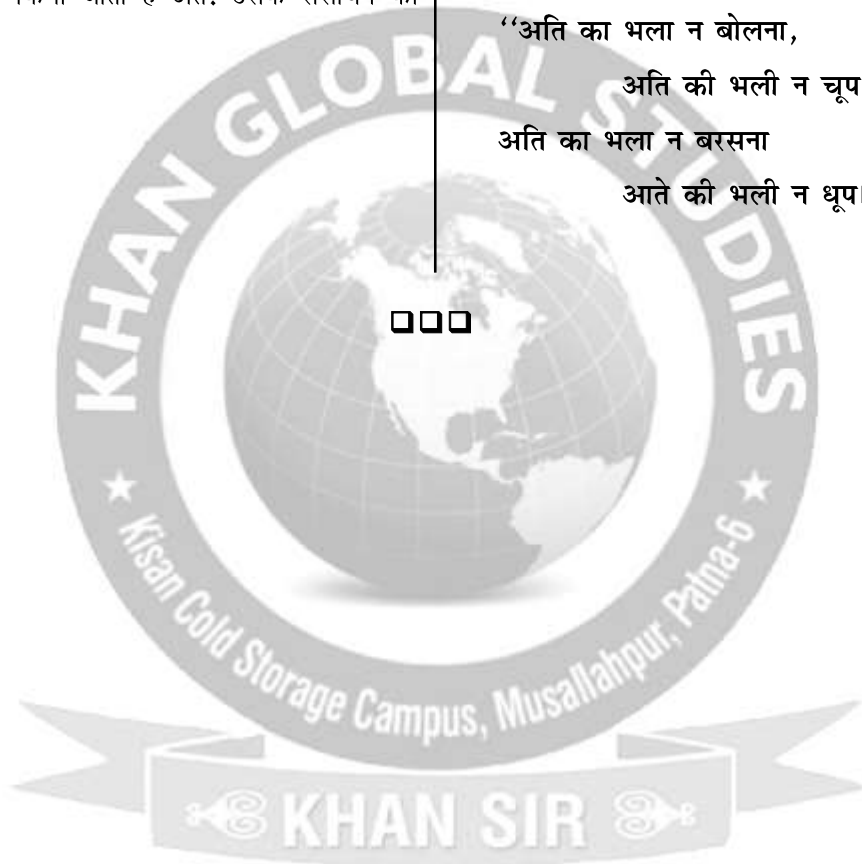 “अति का भला न बोलना,
अति की भली न चूप
अति का भला न बरसना
आते की भली न धूप।
KHAN GLOBAL STUDIES
Kisan Cold Storage Campus, Musallahpur, Patna-6
KHAN SIR